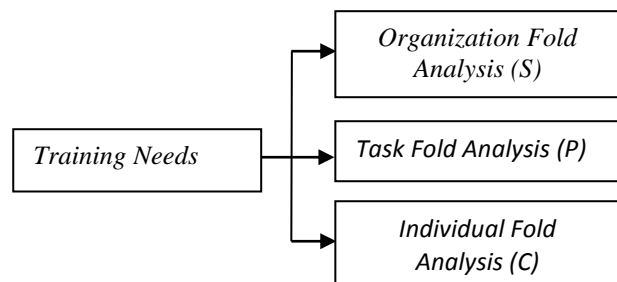 Organization Fold
Analysis (S)
Training Needs
Task Fold Analysis (P)
Individual Fold
Analysis (C)